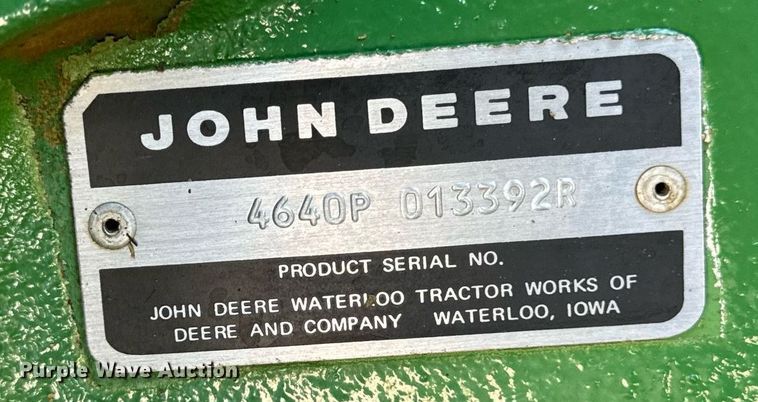 JOHN DEERE
4640P 013392R
PRODUCT SERIAL NO.
JOHN DEERE WATERLOO TRACTOR WORKS OF
DEERE AND COMPANY WATERLOO, IOWA
Purple Wave Auction